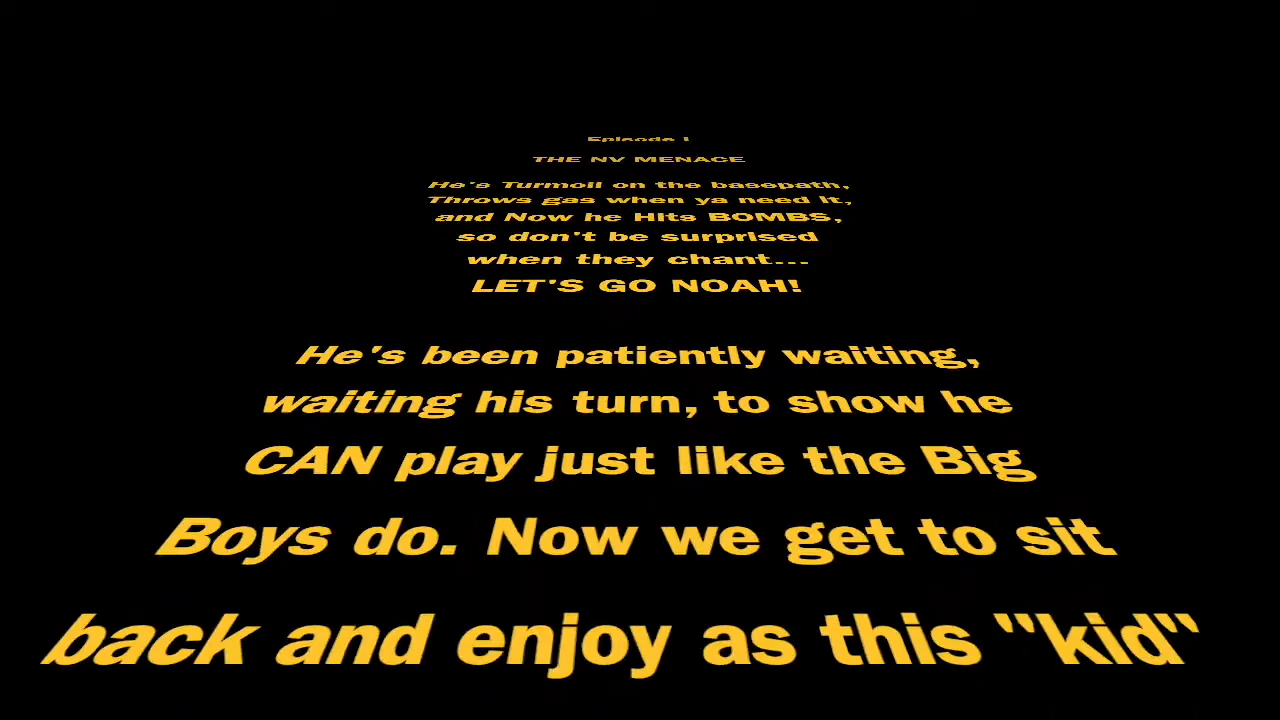 Episode I
THE NV MENACE
He's Turmoil on the basepath,
Throws gas when ya need it,
and Now he Hits BOMBS,
so don't be surprised
when they chant...
LET'S GO NOAH!
He's been patiently waiting,
waiting his turn, to show he
CAN play just like the Big
Boys do. Now we get to sit
back and enjoy as this "kid"